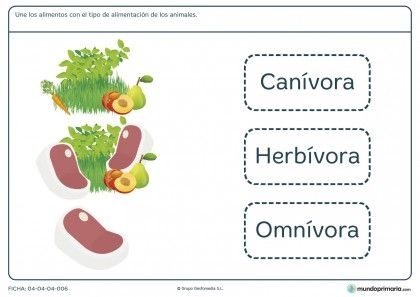 Une los alimentos con el tipo de alimentación de los animales.
Canívora
Herbívora
Omnívora
FICHA: 04-04-04-006
© Grupo Gesfomedia S.L.
mundoprimaria.com